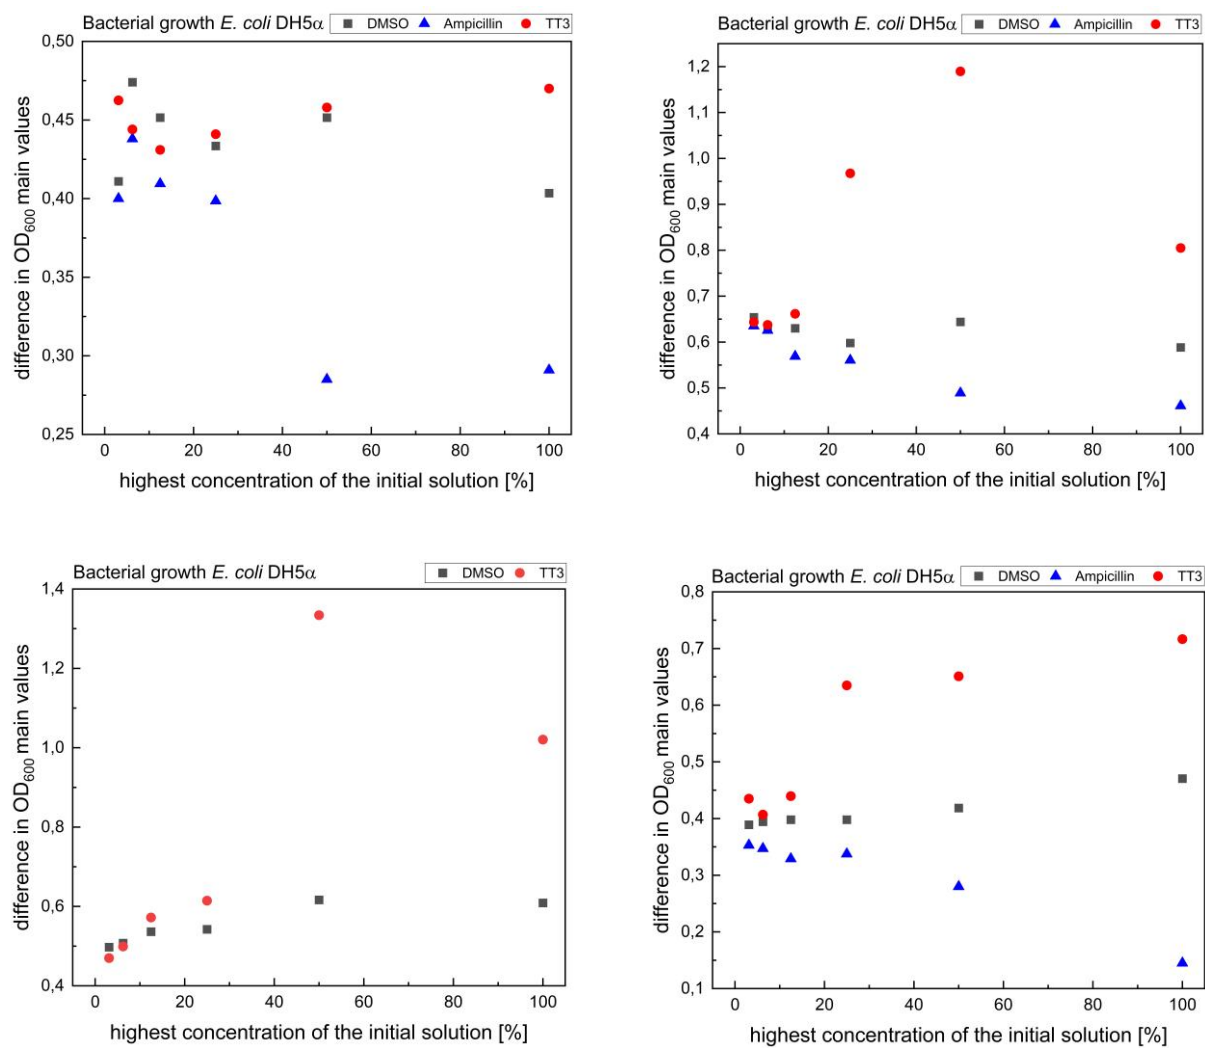 Bacterial growth E. coli DH5α DMSO Ampicillin TT3
0,50
0,45
0,40
0,35
0,30
0,25
0 20 40 60 80 100
difference in OD600 main values
highest concentration of the initial solution [%]
Bacterial growth E. coli DH5α DMSO Ampicillin TT3
1,2
1,1
1,0
0,9
0,8
0,7
0,6
0,5
0,4
0 20 40 60 80 100
difference in OD600 main values
highest concentration of the initial solution [%]
Bacterial growth E. coli DH5α DMSO TT3
1,4
1,2
1,0
0,8
0,6
0,4
0 20 40 60 80 100
difference in OD600 main values
highest concentration of the initial solution [%]
Bacterial growth E. coli DH5α DMSO Ampicillin TT3
0,8
0,7
0,6
0,5
0,4
0,3
0,2
0,1
0 20 40 60 80 100
difference in OD600 main values
highest concentration of the initial solution [%]